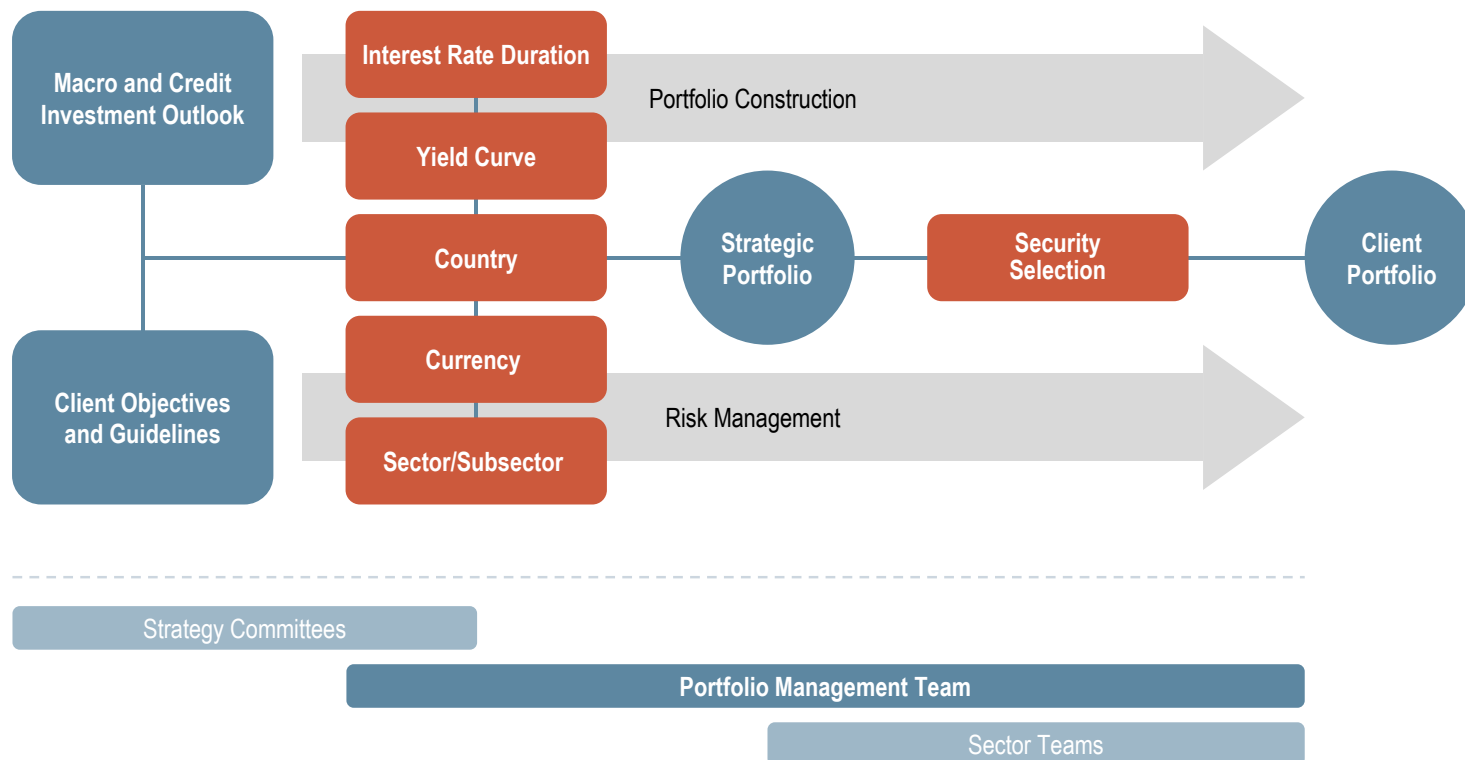 Macro and Credit
Investment Outlook
Client Objectives
and Guidelines
Interest Rate Duration
Yield Curve
Country
Currency
Sector/Subsector
Portfolio Construction
Strategic
Portfolio
Security
Selection
Client
Portfolio
Risk Management
Strategy Committees
Portfolio Management Team
Sector Teams